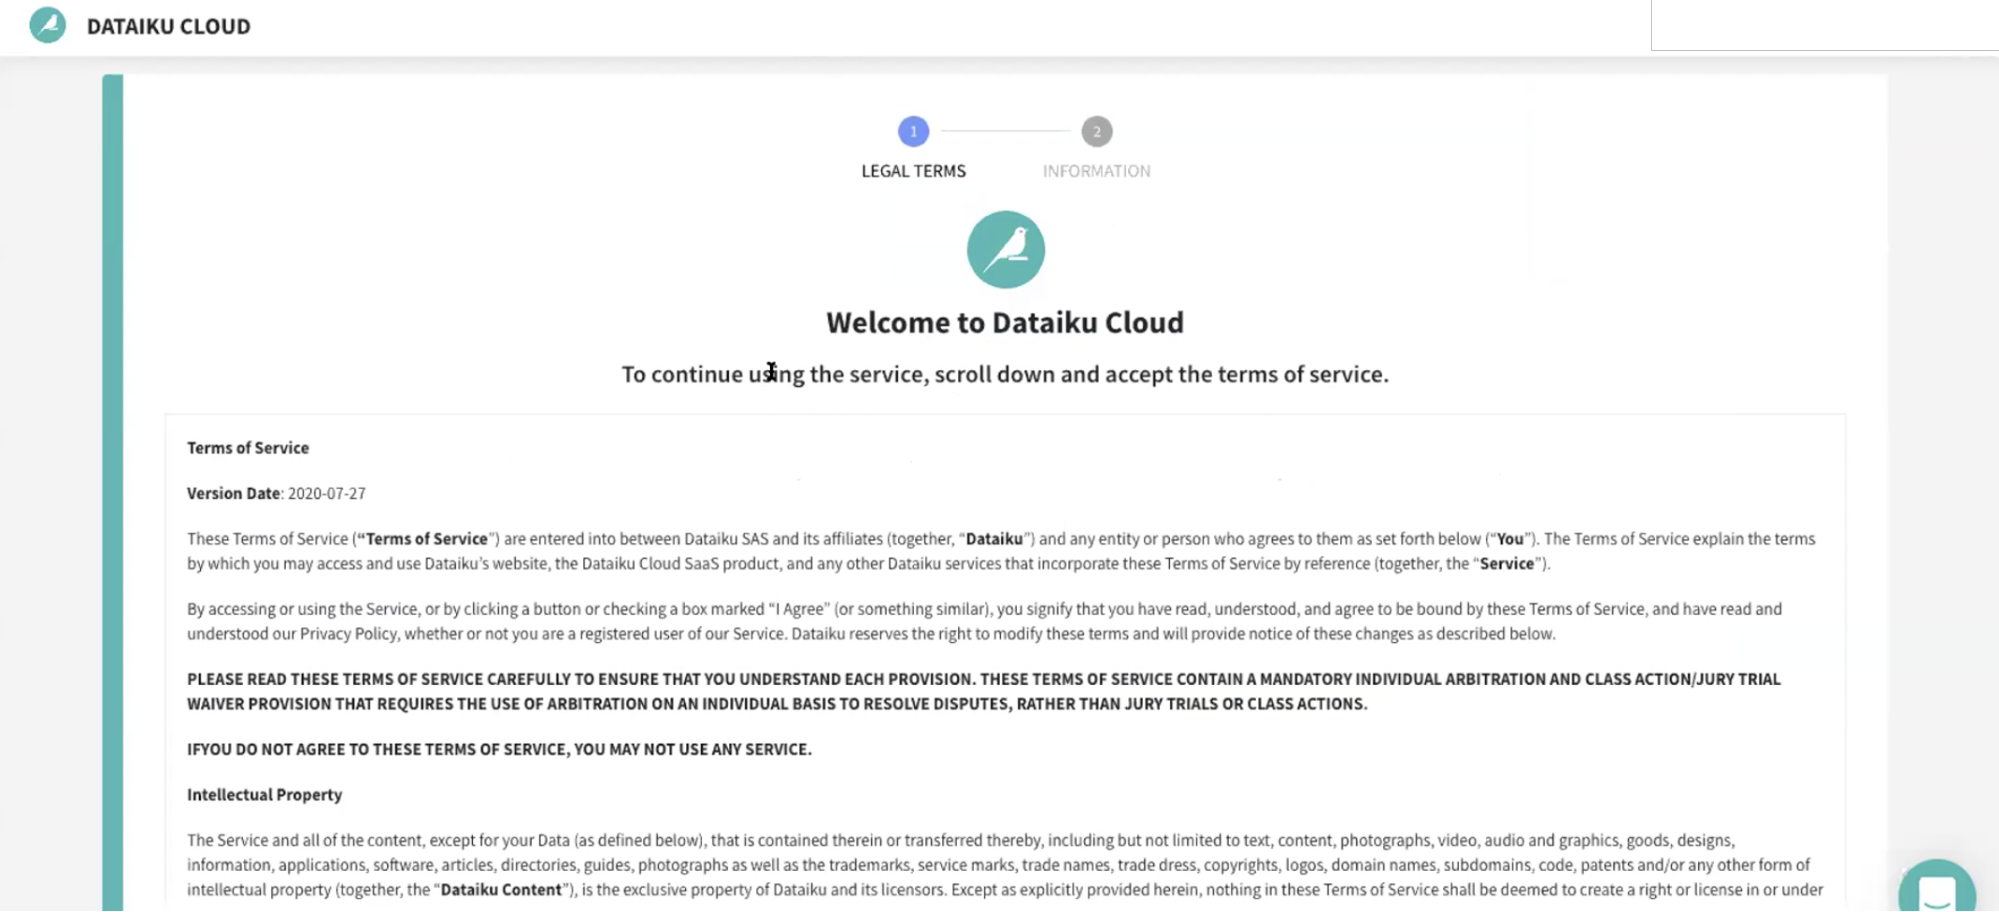 DATAIKU CLOUD
1
2
LEGAL TERMS
INFORMATION
Welcome to Dataiku Cloud
To continue using the service, scroll down and accept the terms of service.
Terms of Service
Version Date: 2020-07-27
These Terms of Service (“Terms of Service”) are entered into between Dataiku SAS and its affiliates (together, “Dataiku”) and any entity or person who agrees to them as set forth below (“You”). The Terms of Service explain the terms
by which you may access and use Dataiku’s website, the Dataiku Cloud SaaS product, and any other Dataiku services that incorporate these Terms of Service by reference (together, the “Service”).
By accessing or using the Service, or by clicking a button or checking a box marked “I Agree” (or something similar), you signify that you have read, understood, and agree to be bound by these Terms of Service, and have read and
understood our Privacy Policy, whether or not you are a registered user of our Service. Dataiku reserves the right to modify these terms and will provide notice of these changes as described below.
PLEASE READ THESE TERMS OF SERVICE CAREFULLY TO ENSURE THAT YOU UNDERSTAND EACH PROVISION. THESE TERMS OF SERVICE CONTAIN A MANDATORY INDIVIDUAL ARBITRATION AND CLASS ACTION/JURY TRIAL
WAIVER PROVISION THAT REQUIRES THE USE OF ARBITRATION ON AN INDIVIDUAL BASIS TO RESOLVE DISPUTES, RATHER THAN JURY TRIALS OR CLASS ACTIONS.
IFYOU DO NOT AGREE TO THESE TERMS OF SERVICE, YOU MAY NOT USE ANY SERVICE.
Intellectual Property
The Service and all of the content, except for your Data (as defined below), that is contained therein or transferred thereby, including but not limited to text, content, photographs, video, audio and graphics, goods, designs,
information, applications, software, articles, directories, guides, photographs as well as the trademarks, service marks, trade names, trade dress, copyrights, logos, domain names, subdomains, code, patents and/or any other form of
intellectual property (together, the “Dataiku Content”), is the exclusive property of Dataiku and its licensors. Except as explicitly provided herein, nothing in these Terms of Service shall be deemed to create a right or license in or under